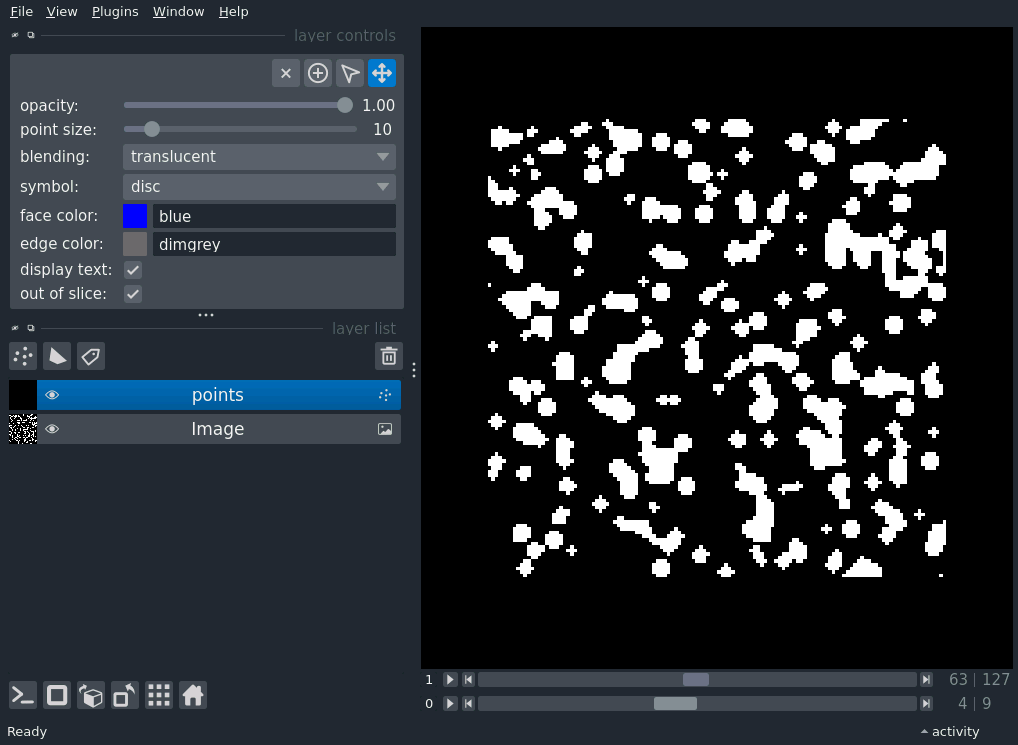 File View Plugins Window Help
layer controls
opacity: 1.00
point size: 10
blending: translucent
symbol: disc
face color: blue
edge color: dimgrey
display text:
out of slice:
layer list
points
Image
1 63 | 127
0 4 | 9
Ready activity